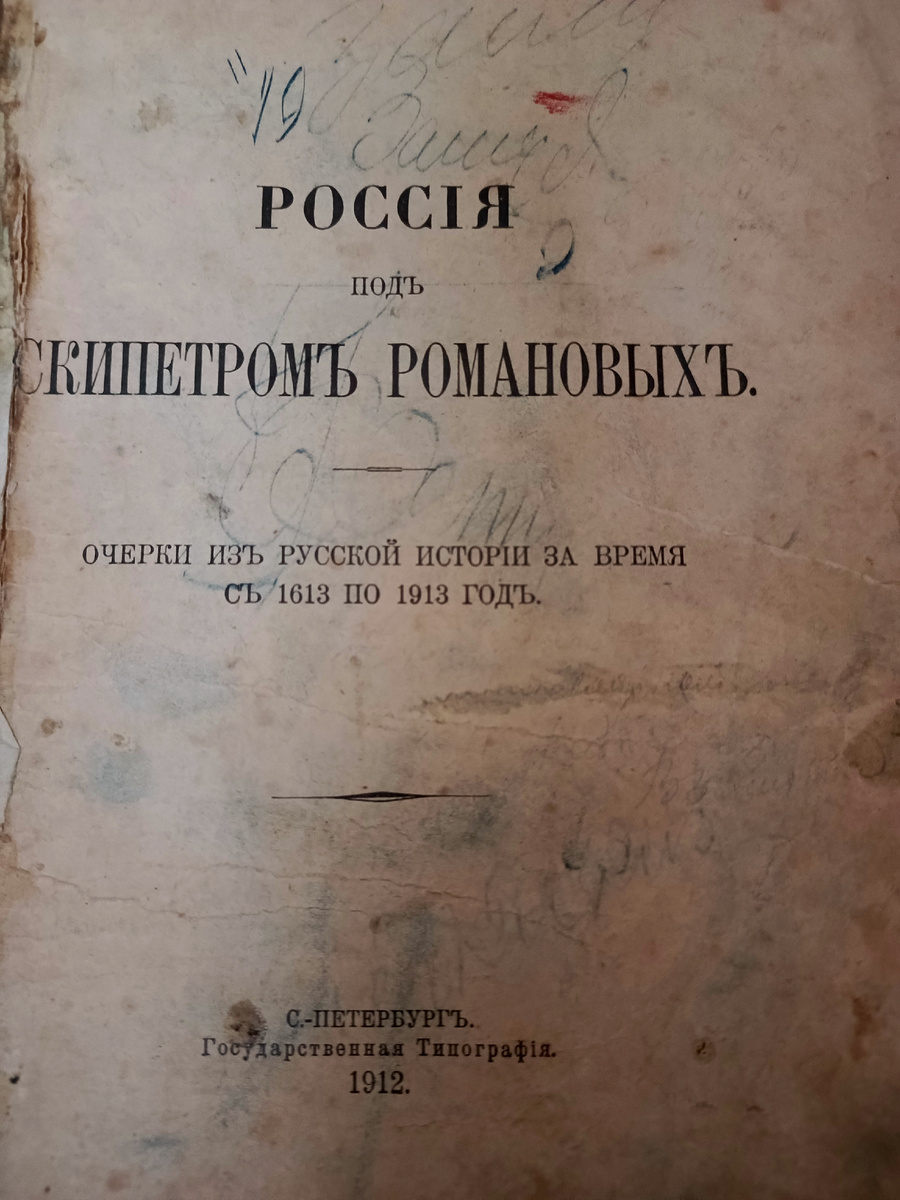 "19
РОССІЯ
ПОДЪ
СКИПЕТРОМЪ РОМАНОВЫХЪ.
ОЧЕРКИ ИЗЪ РУССКОЙ ИСТОРІИ ЗА ВРЕМЯ
СЪ 1613 ПО 1913 ГОДЪ.
С.-ПЕТЕРБУРГЪ.
Государственная Типографія.
1912.